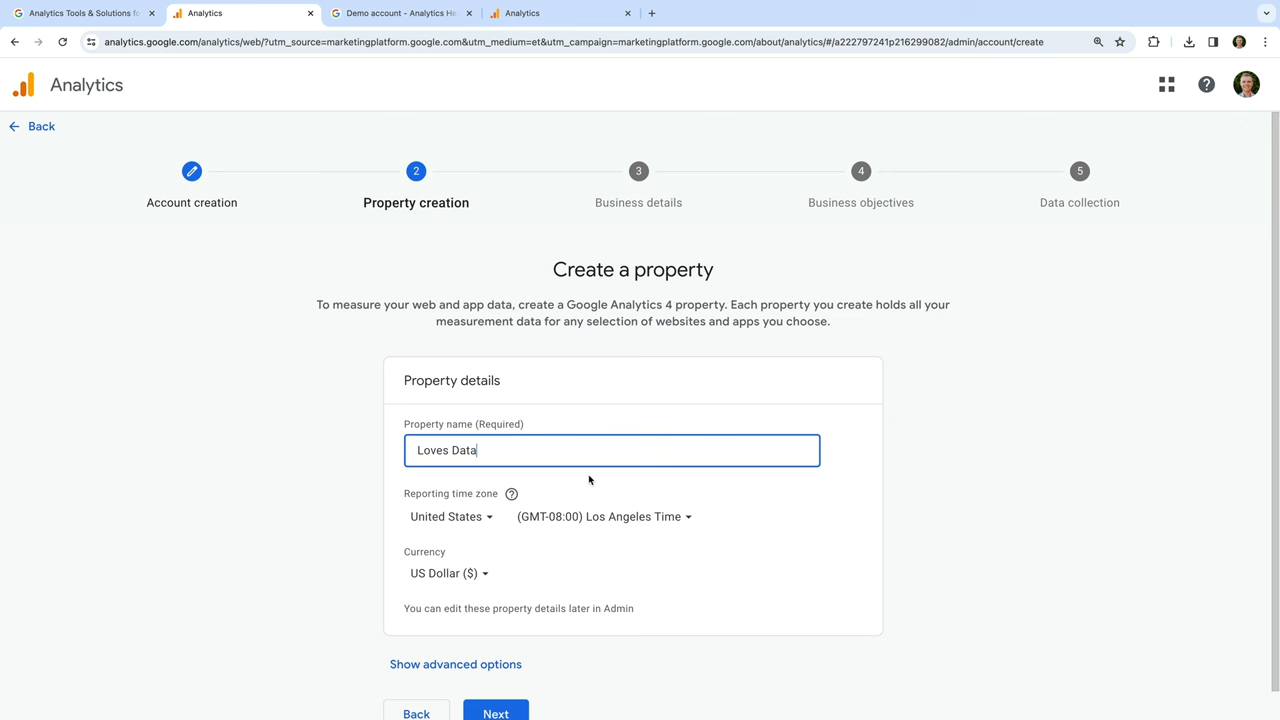 Analytics Tools & Solutions fo
Analytics
Demo account - Analytics He
Analytics
analytics.google.com/analytics/web/?utm_source=marketingplatform.google.com&utm_medium=et&utm_campaign=marketingplatform.google.com/about/analytics/#/a222797241p216299082/admin/account/create
Analytics
Back
2
3
4
5
Account creation
Property creation
Business details
Business objectives
Data collection
Create a property
To measure your web and app data, create a Google Analytics 4 property. Each property you create holds all your
measurement data for any selection of websites and apps you choose.
Property details
Property name (Required)
Loves Data
Reporting time zone
United States
(GMT-08:00) Los Angeles Time
Currency
US Dollar ($)
You can edit these property details later in Admin
Show advanced options
Back
Next